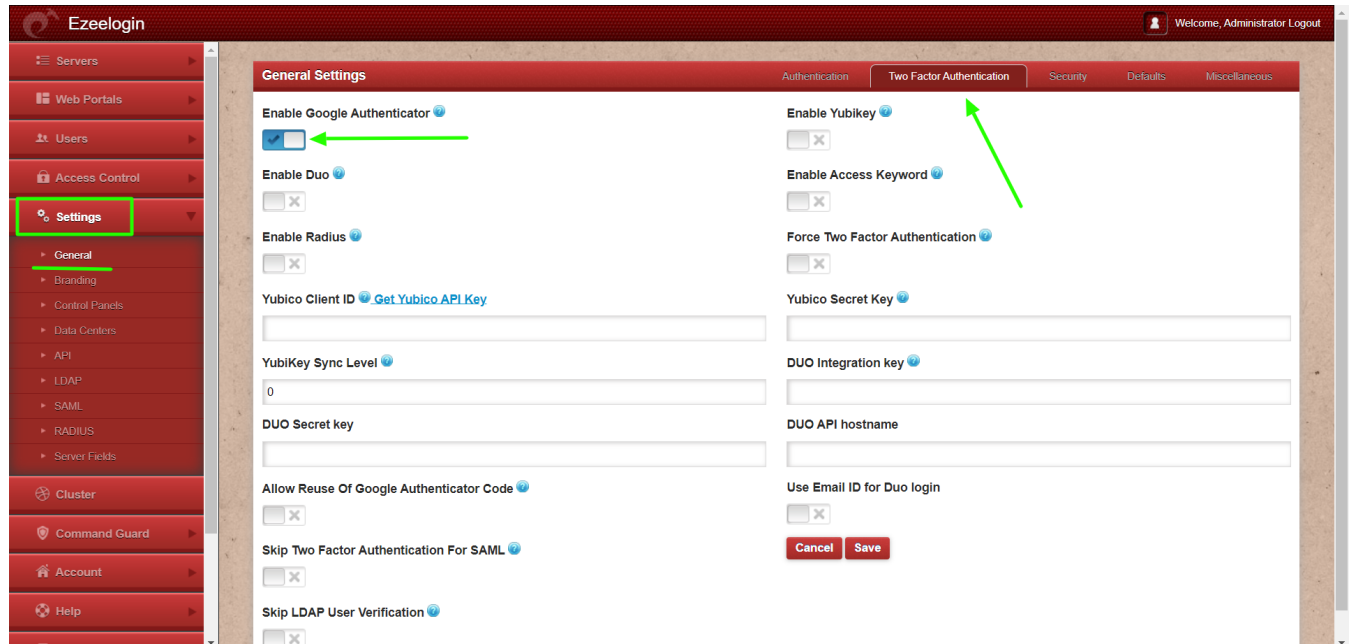 Ezeelogin
Welcome, Administrator Logout
Servers
Web Portals
Users
Access Control
Settings
General
Branding
Control Panels
Data Centers
API
LDAP
SAML
RADIUS
Server Fields
Cluster
Command Guard
Account
Help
General Settings
Authentication
Two Factor Authentication
Security
Defaults
Miscellaneous
Enable Google Authenticator
Enable Yubikey
Enable Duo
Enable Access Keyword
Enable Radius
Force Two Factor Authentication
Yubico Client ID Get Yubico API Key
Yubico Secret Key
YubiKey Sync Level
0
DUO Integration key
DUO Secret key
DUO API hostname
Allow Reuse Of Google Authenticator Code
Use Email ID for Duo login
Skip Two Factor Authentication For SAML
Cancel Save
Skip LDAP User Verification